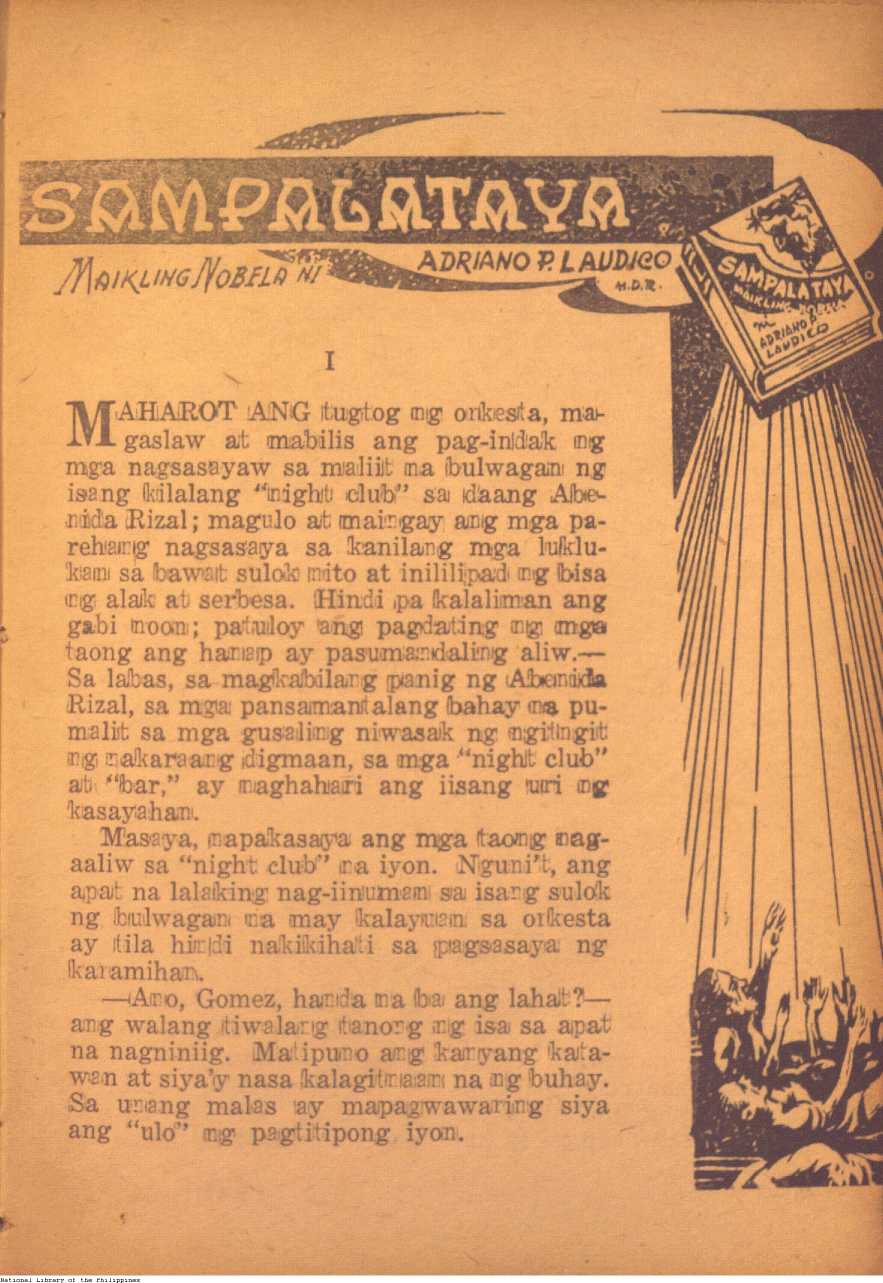 SAMPALATAYA
MAIKLING NOBELA NI
ADRIANO P. LAUDICO
H.D.R.
SAMPALATAYA
MAIKLING NOBELA
ni
ADRIANO P.
LAUDICO
I
MAHAROT ANG tugtog ng orkesta, ma-
gaslaw at mabilis ang pag-indak ng
mga nagsasayaw sa maliit na bulwagan ng
isang kilalang “night club” sa daang Abe-
nida Rizal; magulo at maingay ang mga pa-
rehang nagsasaya sa kanilang mga luklu-
kan sa bawa't sulok nito at inililipad ng bisa
ng alak at serbesa. Hindi pa kalaliman ang
gabi noon; patuloy ang pagdating ng mga
taong ang hanap ay pasumandaling aliw.—
Sa labas, sa magkabilang panig ng Abenida
Rizal, sa mga pansamantalang bahay na pu-
malit sa mga gusaling niwasak ng ngitngit
ng nakaraang digmaan, sa mga “night club”
at “bar,” ay maghahari ang iisang uri ng
kasayahan.
Masaya, napakasaya ang mga taong nag-
aaliw sa “night club” na iyon. Nguni't, ang
apat na lalaking nag-iinuman sa isang sulok
ng bulwagan na may kalayuan sa orkesta
ay tila hindi nakikihati sa pagsasaya ng
karamihan.
—Ano, Gomez, handa na ba ang lahat?—
ang walang tiwalang tanong ng isa sa apat
na nagniniig. Matipuno ang kanyang kata-
wan at siya'y nasa kalagitnaan na ng buhay.
Sa unang malas ay mapagwawaring siya
ang “ulo” ng pagtitipong iyon.
National Library of the Philippines